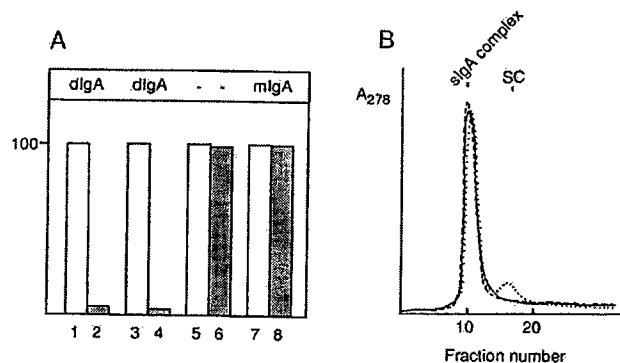 A
dIgA dIgA - - mIgA
100
1 2 3 4 5 6 7 8
B
sIgA complex
SC
A278
10 20
Fraction number